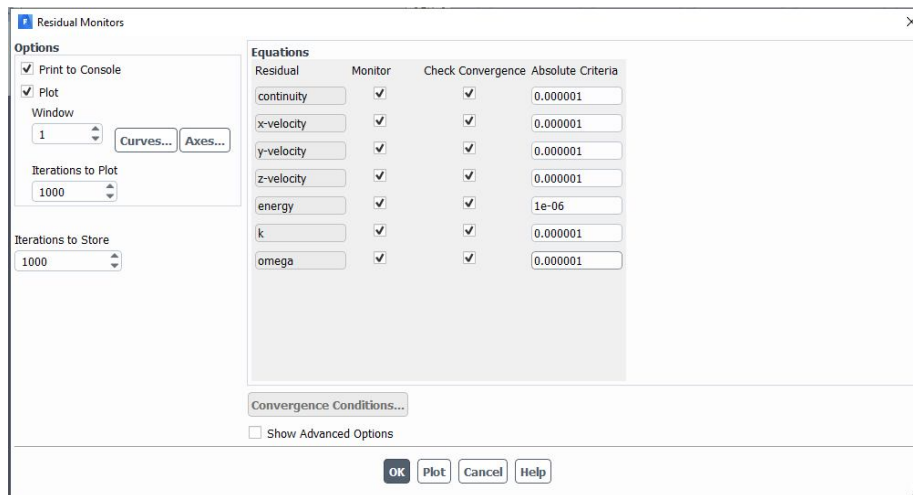 Residual Monitors
Options
Print to Console
Plot
Window
1
Curves... Axes...
Iterations to Plot
1000
Iterations to Store
1000
Equations
Residual Monitor Check Convergence Absolute Criteria
continuity 0.000001
x-velocity 0.000001
y-velocity 0.000001
z-velocity 0.000001
energy 1e-06
k 0.000001
omega 0.000001
Convergence Conditions...
Show Advanced Options
OK Plot Cancel Help